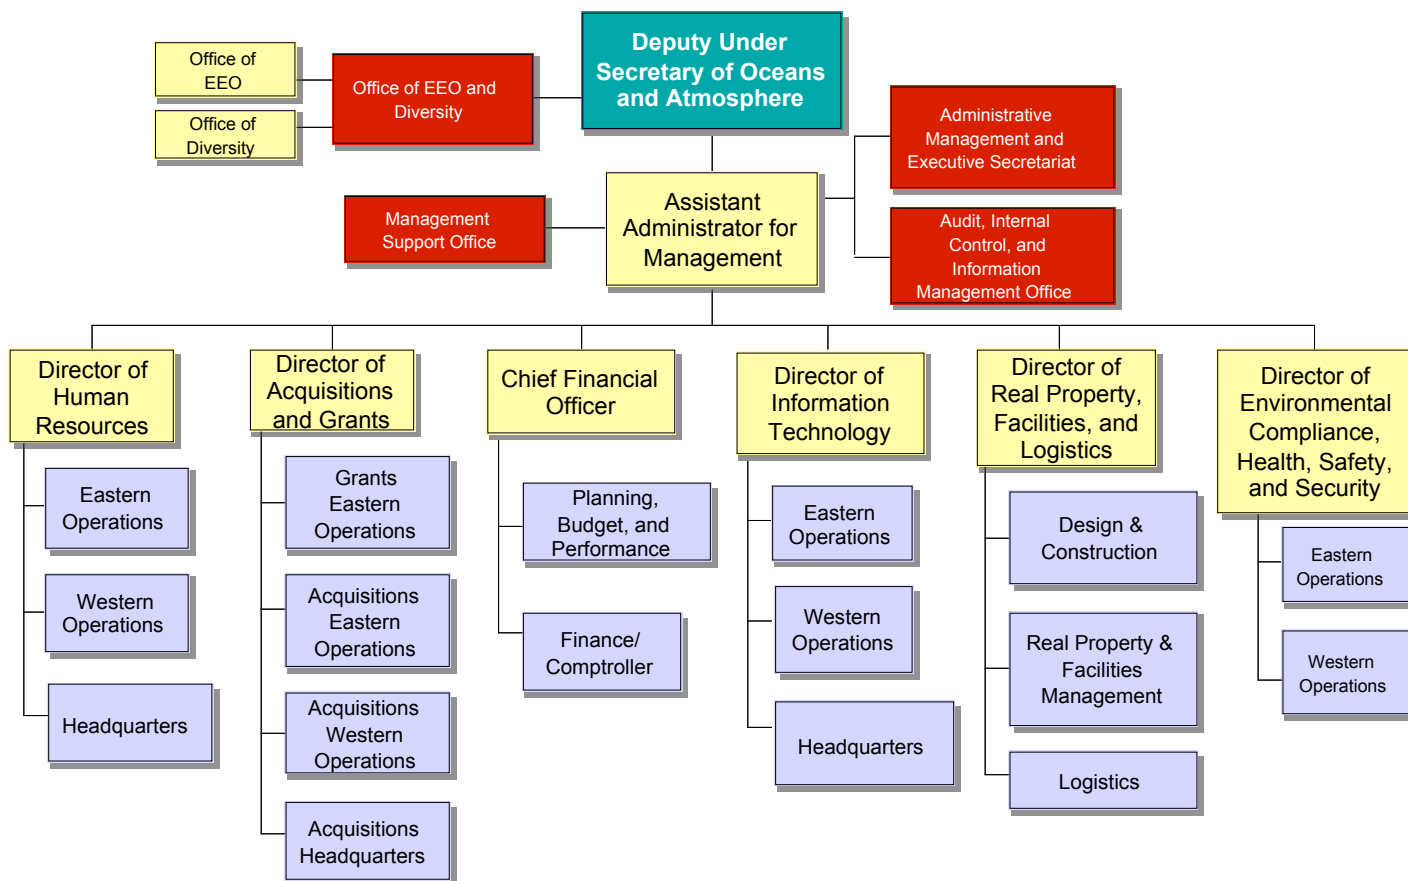 Deputy Under
Secretary of Oceans
and Atmosphere
Office of
EEO
Office of EEO and
Diversity
Office of
Diversity
Administrative
Management and
Executive Secretariat
Assistant
Administrator for
Management
Management
Support Office
Audit, Internal
Control, and
Information
Management Office
Director of
Human
Resources
Eastern
Operations
Western
Operations
Headquarters
Director of
Acquisitions
and Grants
Grants
Eastern
Operations
Acquisitions
Eastern
Operations
Acquisitions
Western
Operations
Acquisitions
Headquarters
Chief Financial
Officer
Planning,
Budget, and
Performance
Finance/
Comptroller
Director of
Information
Technology
Eastern
Operations
Western
Operations
Headquarters
Director of
Real Property,
Facilities, and
Logistics
Design &
Construction
Real Property &
Facilities
Management
Logistics
Director of
Environmental
Compliance,
Health, Safety,
and Security
Eastern
Operations
Western
Operations